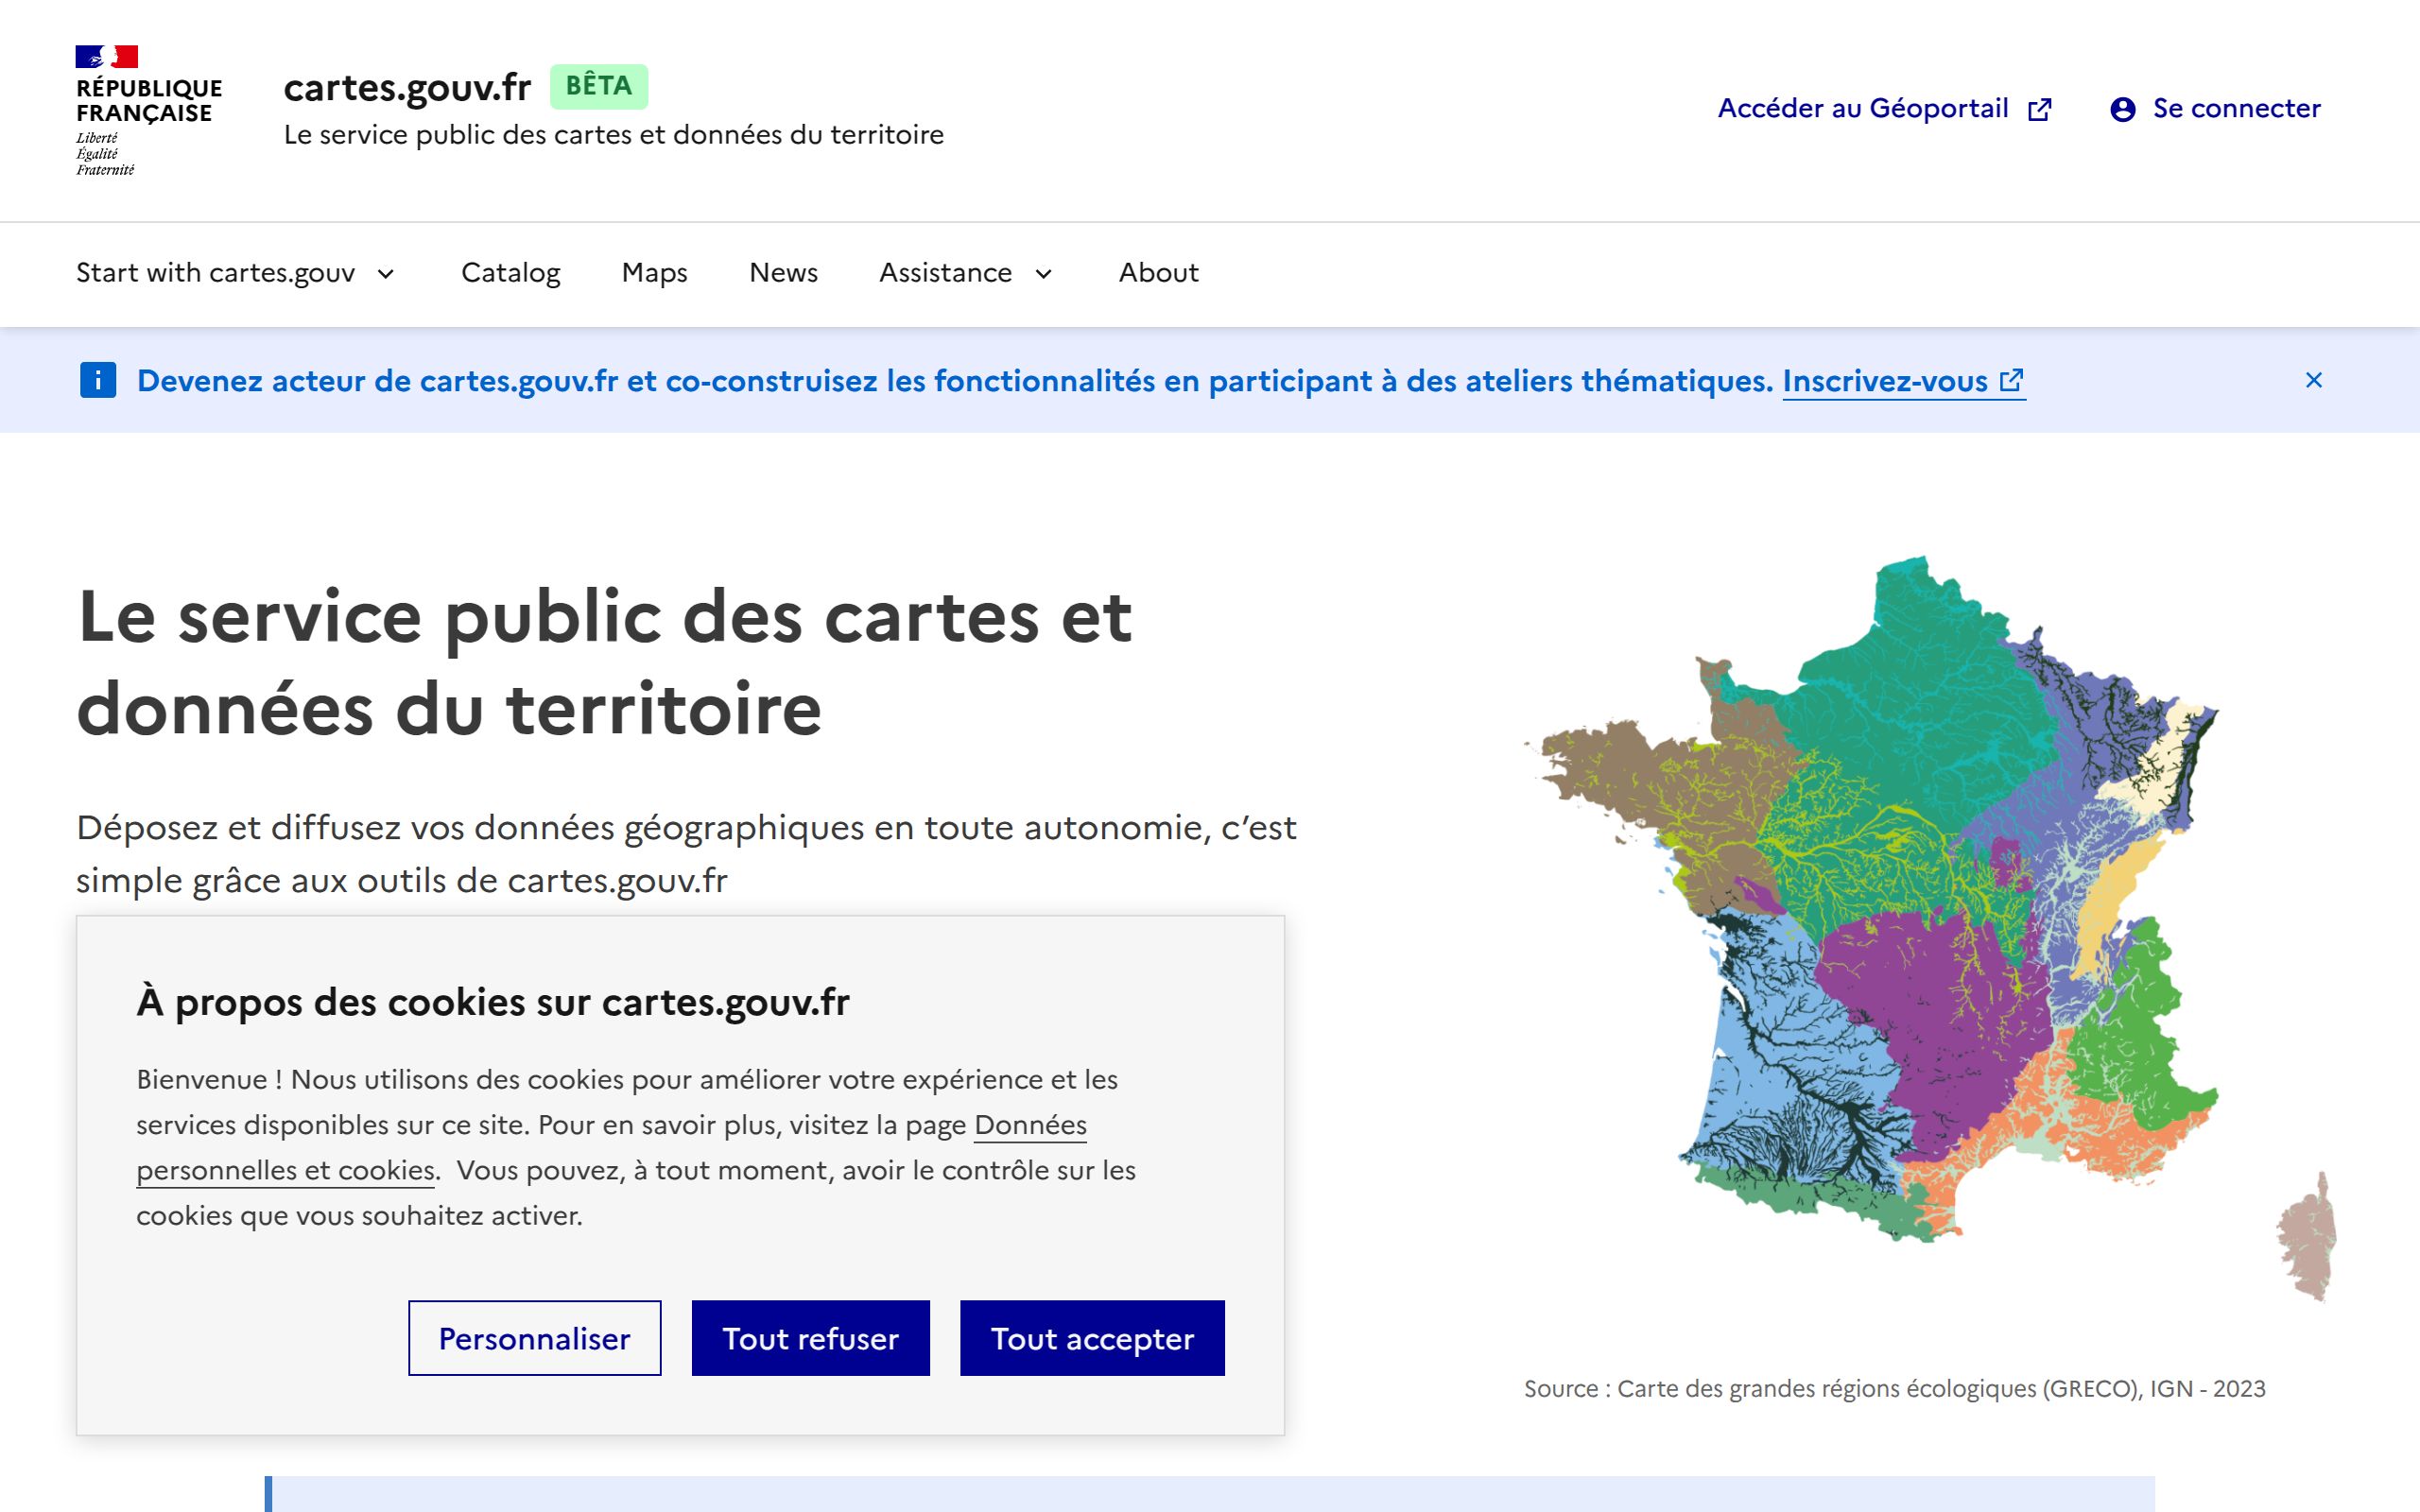 RÉPUBLIQUE
FRANÇAISE
Liberté
Égalité
Fraternité
cartes.gouv.fr BÊTA
Le service public des cartes et données du territoire
Accéder au Géoportail
Se connecter
Start with cartes.gouv
Catalog
Maps
News
Assistance
About
Devenez acteur de cartes.gouv.fr et co-construisez les fonctionnalités en participant à des ateliers thématiques. Inscrivez-vous
Le service public des cartes et
données du territoire
Déposez et diffusez vos données géographiques en toute autonomie, c’est
simple grâce aux outils de cartes.gouv.fr
À propos des cookies sur cartes.gouv.fr
Bienvenue ! Nous utilisons des cookies pour améliorer votre expérience et les
services disponibles sur ce site. Pour en savoir plus, visitez la page Données
personnelles et cookies. Vous pouvez, à tout moment, avoir le contrôle sur les
cookies que vous souhaitez activer.
Personnaliser
Tout refuser
Tout accepter
Source : Carte des grandes régions écologiques (GRECO), IGN - 2023